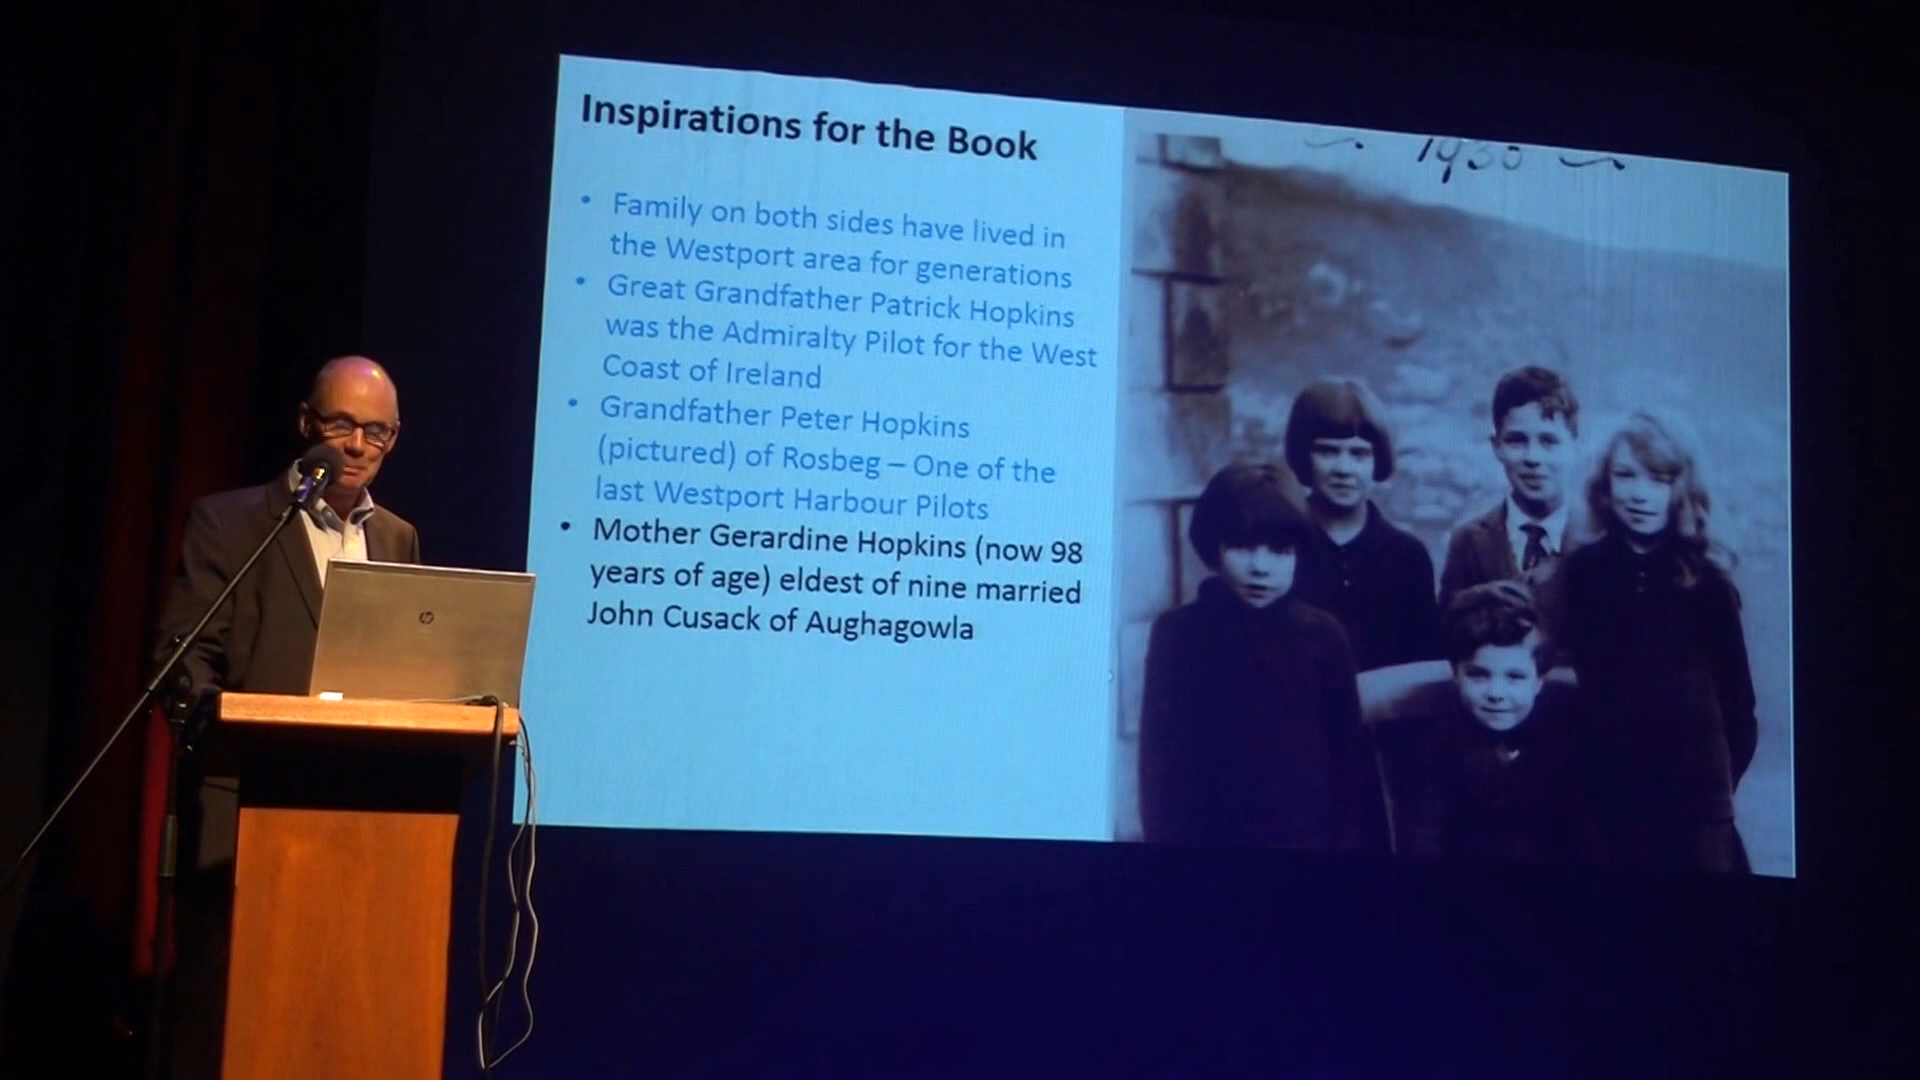 Inspirations for the Book
• Family on both sides have lived in
the Westport area for generations
• Great Grandfather Patrick Hopkins
was the Admiralty Pilot for the West
Coast of Ireland
• Grandfather Peter Hopkins
(pictured) of Rosbeg – One of the
last Westport Harbour Pilots
• Mother Gerardine Hopkins (now 98
years of age) eldest of nine married
John Cusack of Aughagowla
~. 1930 ~
hp